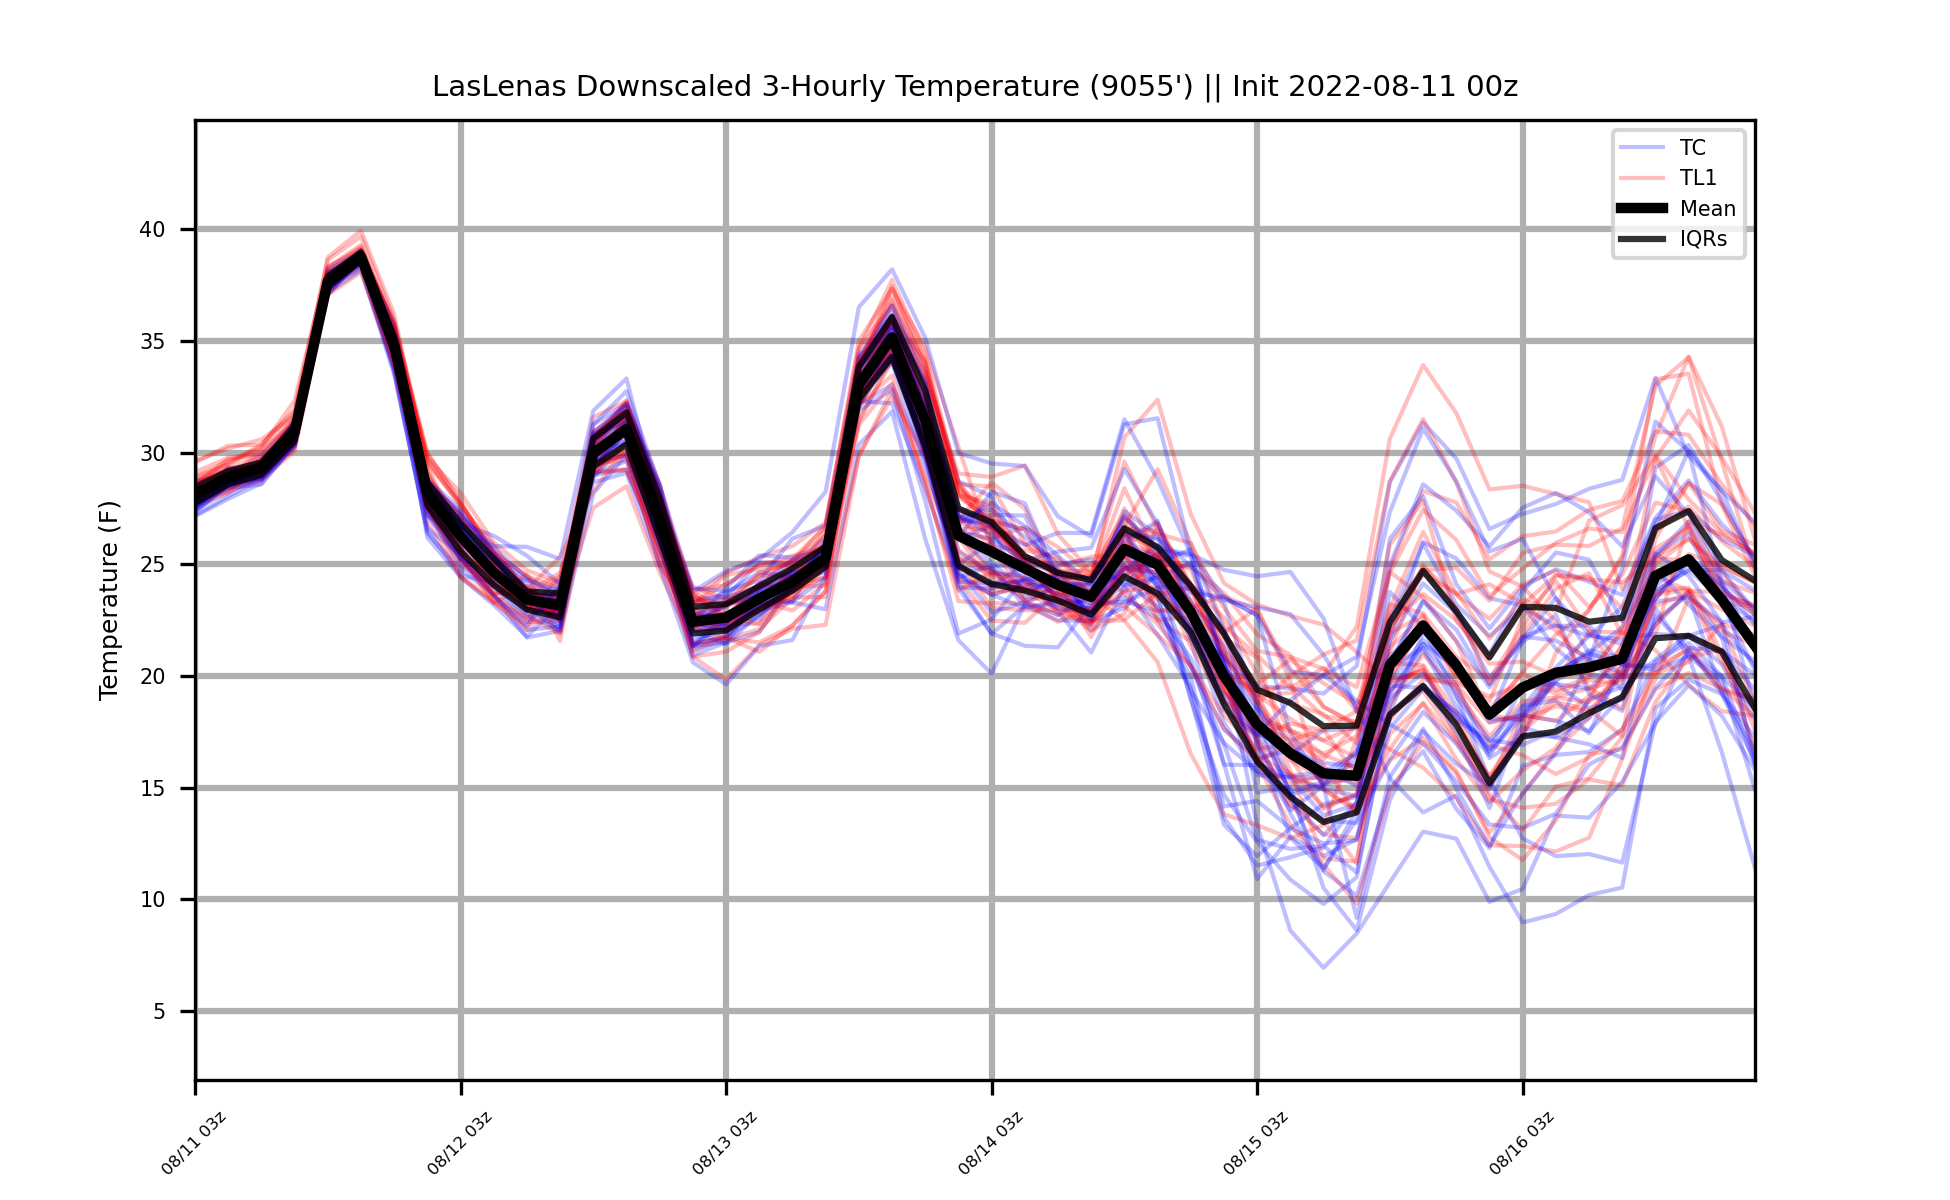 LasLenas Downscaled 3-Hourly Temperature (9055') || Init 2022-08-11 00z
TC
TL1
Mean
IQRs
Temperature (F)
40
35
30
25
20
15
10
5
08/11 03z
08/12 03z
08/13 03z
08/14 03z
08/15 03z
08/16 03z